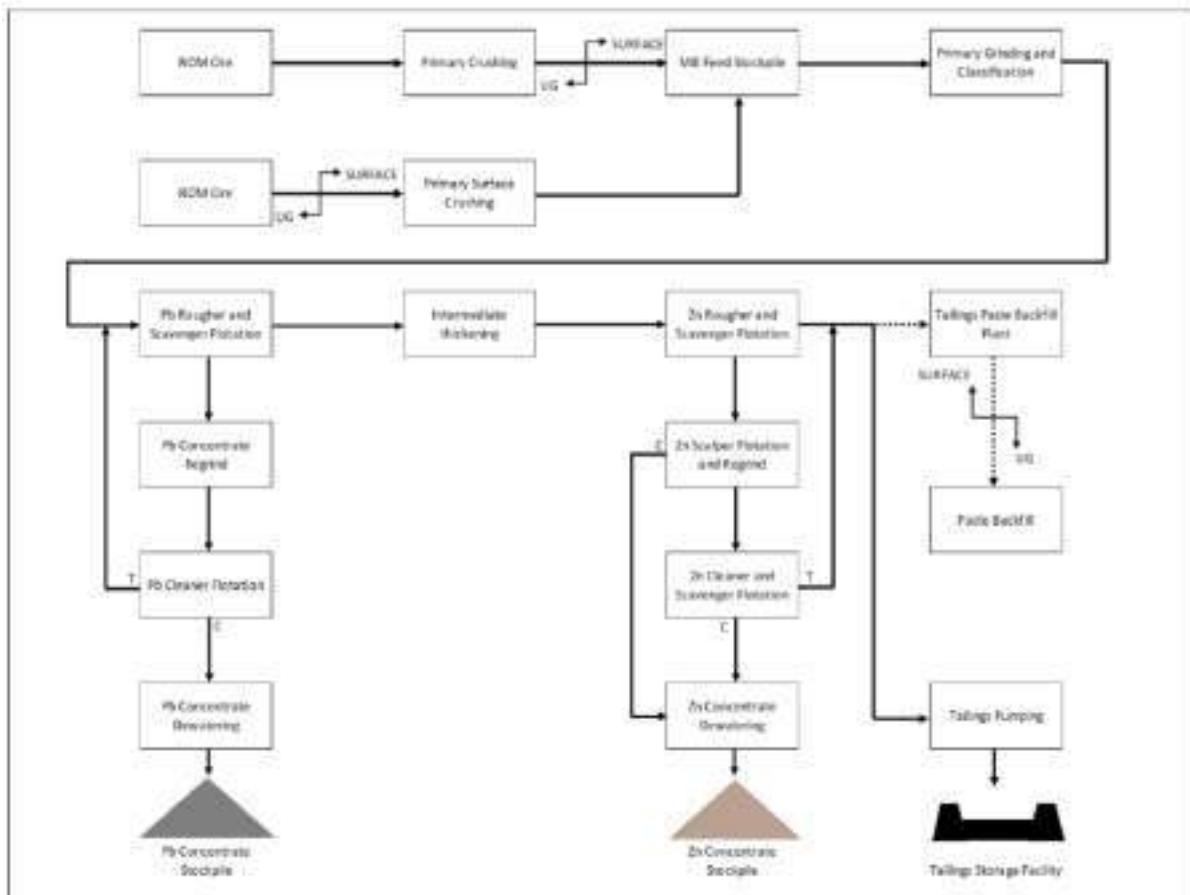 ROM Ore
Primary Crushing
SURFACE
UG
Mill Feed Stockpile
Primary Grinding and
Classification
ROM Ore
SURFACE
UG
Primary Surface
Crushing
Pb Rougher and
Scavenger Flotation
Intermediate
thickening
Zn Rougher and
Scavenger Flotation
Tailings Paste Backfill
Plant
SURFACE
UG
Pb Concentrate
Regrind
C
Zn Scalper Flotation
and Regrind
Paste Backfill
T
Pb Cleaner Flotation
C
Zn Cleaner and
Scavenger Flotation
T
C
Pb Concentrate
Dewatering
Zn Concentrate
Dewatering
Tailings Pumping
Pb Concentrate
Stockpile
Zn Concentrate
Stockpile
Tailings Storage Facility